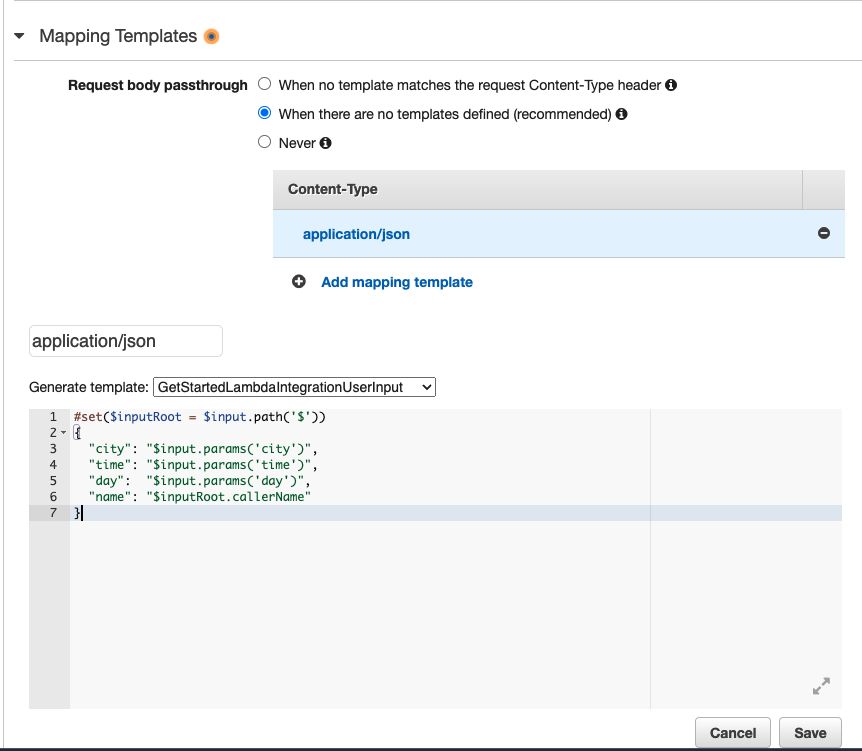 Mapping Templates
Request body passthrough
When no template matches the request Content-Type header
When there are no templates defined (recommended)
Never
Content-Type
application/json
Add mapping template
application/json
Generate template: GetStartedLambdaIntegrationUserInput
1 #set($inputRoot = $input.path('$'))
2 {
3   "city": "$input.params('city')",
4   "time": "$input.params('time')",
5   "day":  "$input.params('day')",
6   "name": "$inputRoot.callerName"
7 }
Cancel Save